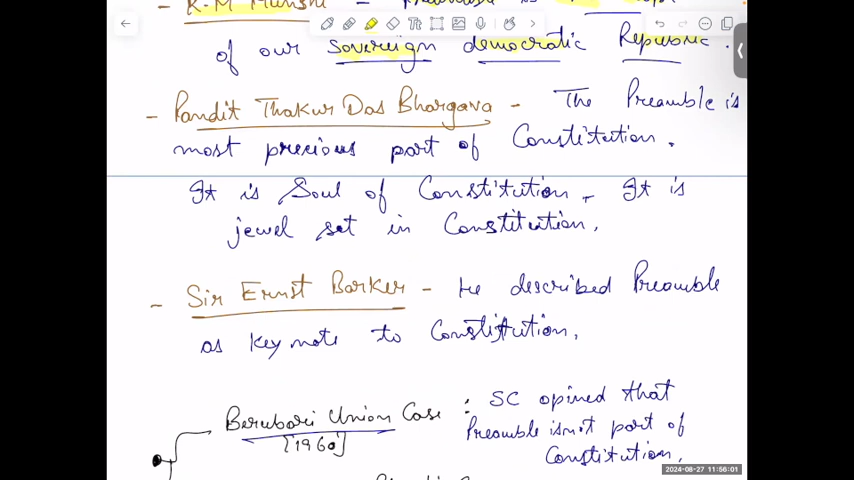 - K.M Munshi -
of our sovereign democratic Republic.
- Pandit Thakur Das Bhargava - The Preamble is
most precious part of Constitution.
It is Soul of Constitution. It is
jewel set in Constitution.
- Sir Ernst Barker - He described Preamble
as key note to Constitution.
Berubari Union Case : SC opined that
[1960] Preamble isn't part of
Constitution.
2024-08-27 11:56:01